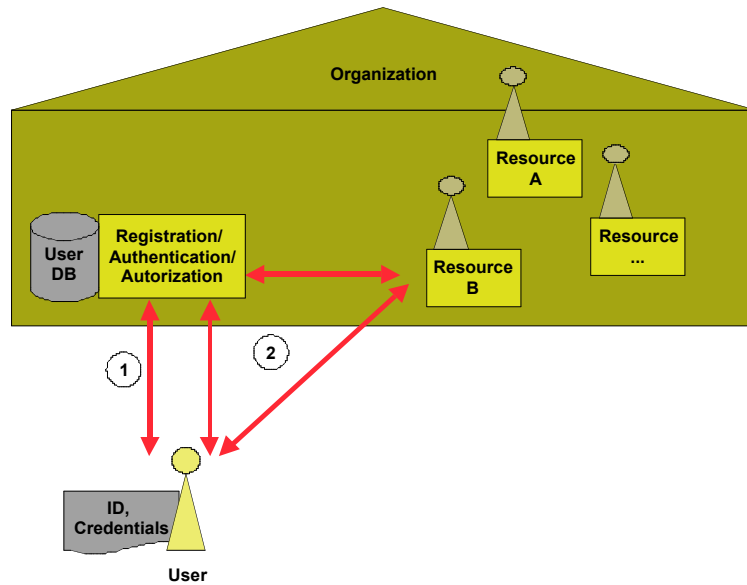 Organization
Resource
A
Resource
...
User
DB
Registration/
Authentication/
Autorization
Resource
B
1
2
ID,
Credentials
User